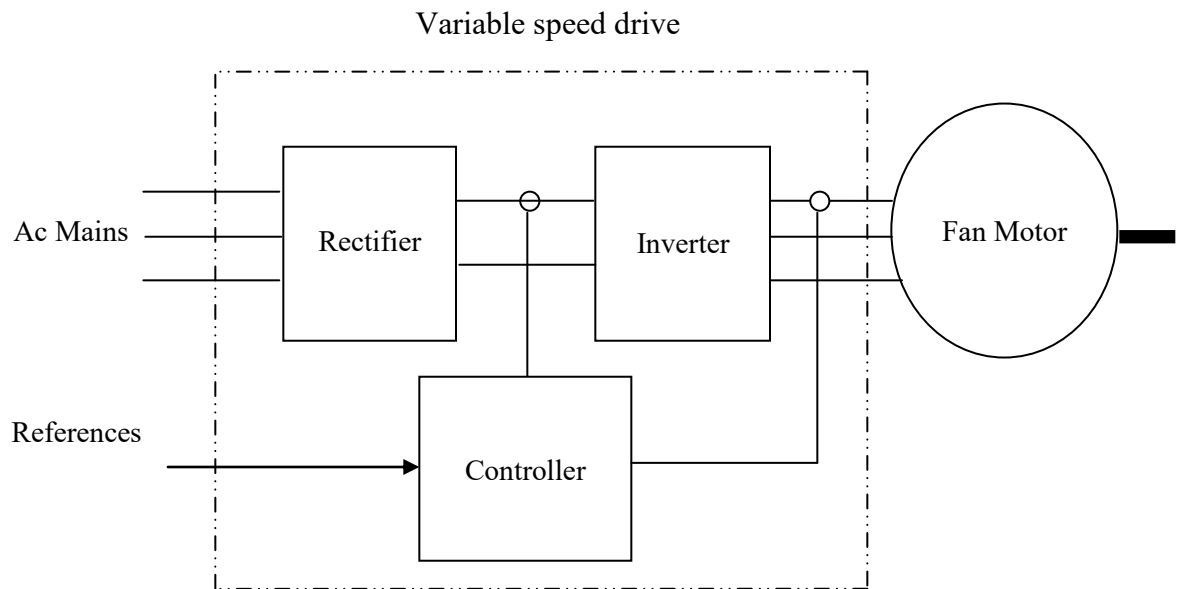 Variable speed drive
Ac Mains
Rectifier
Inverter
Fan Motor
References
Controller